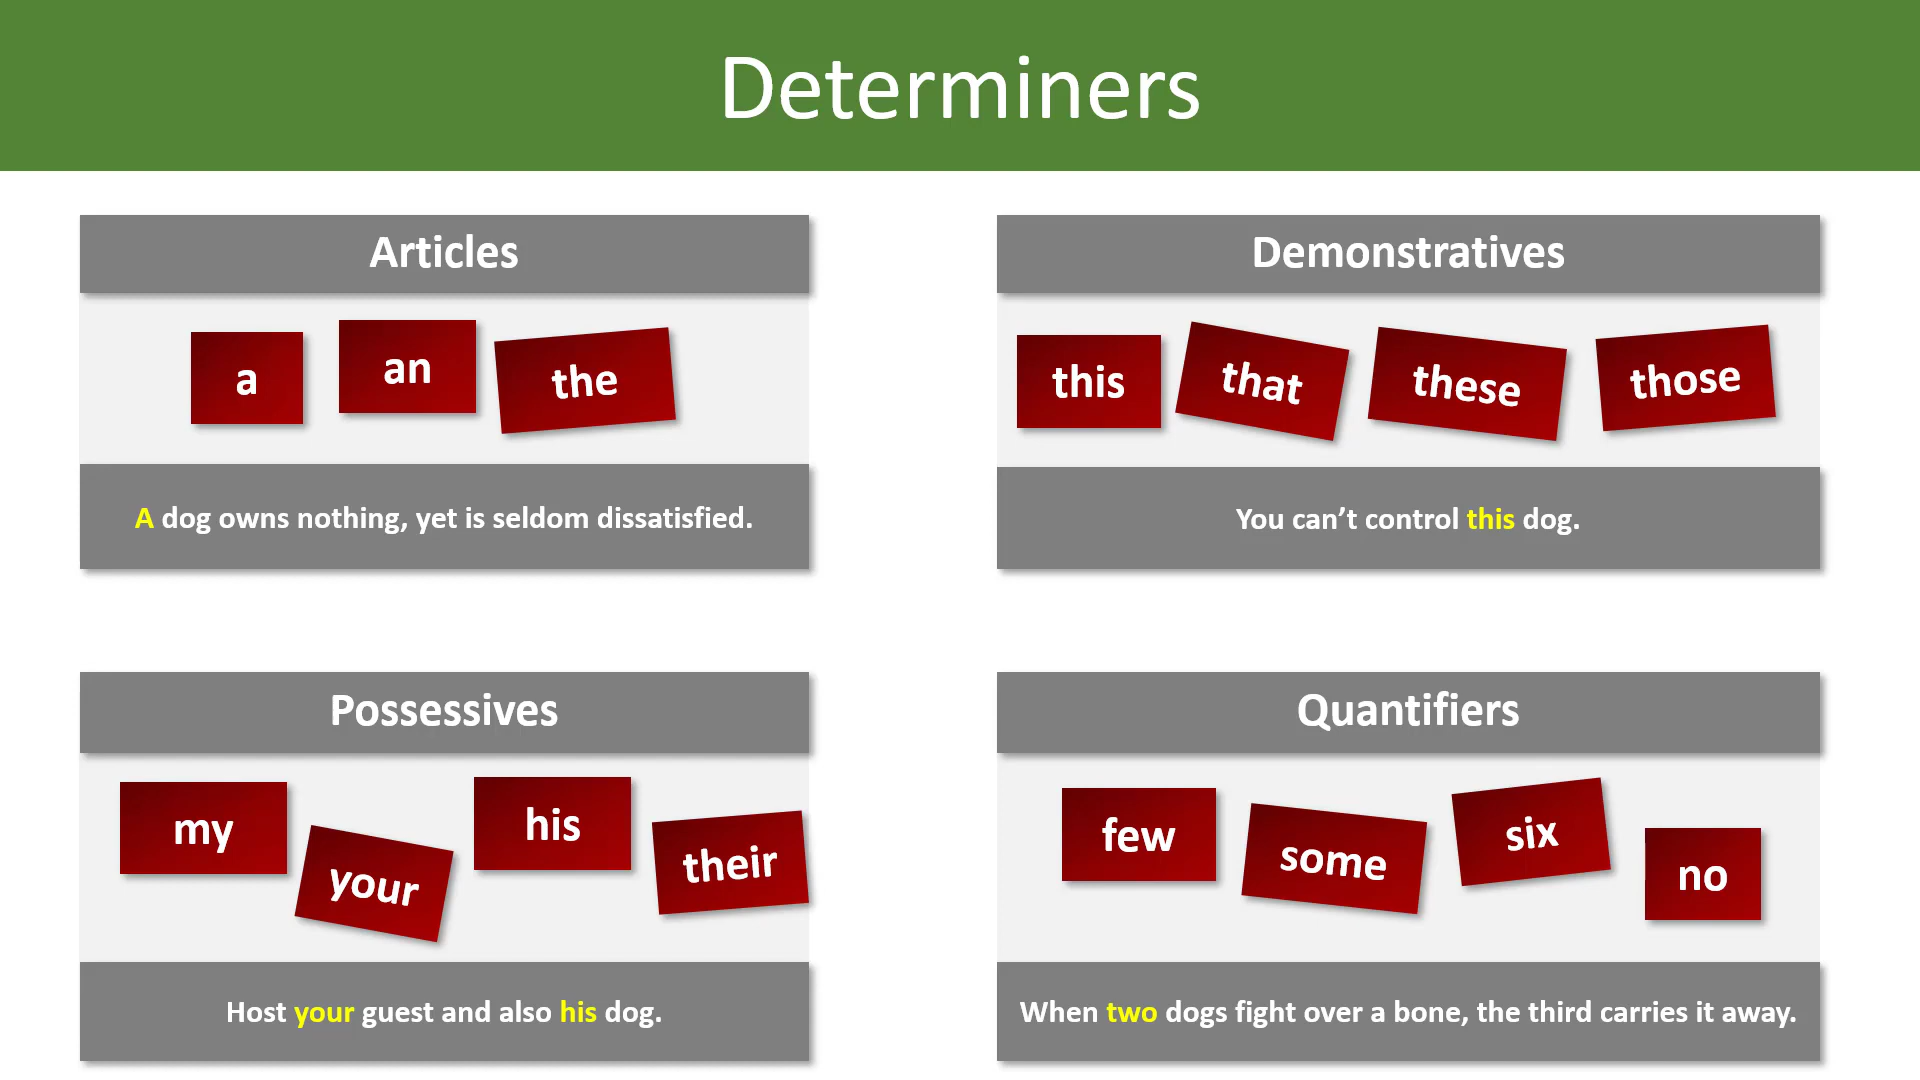 Determiners
Articles
a an the
A dog owns nothing, yet is seldom dissatisfied.
Demonstratives
this that these those
You can’t control this dog.
Possessives
my your his their
Host your guest and also his dog.
Quantifiers
few some six no
When two dogs fight over a bone, the third carries it away.